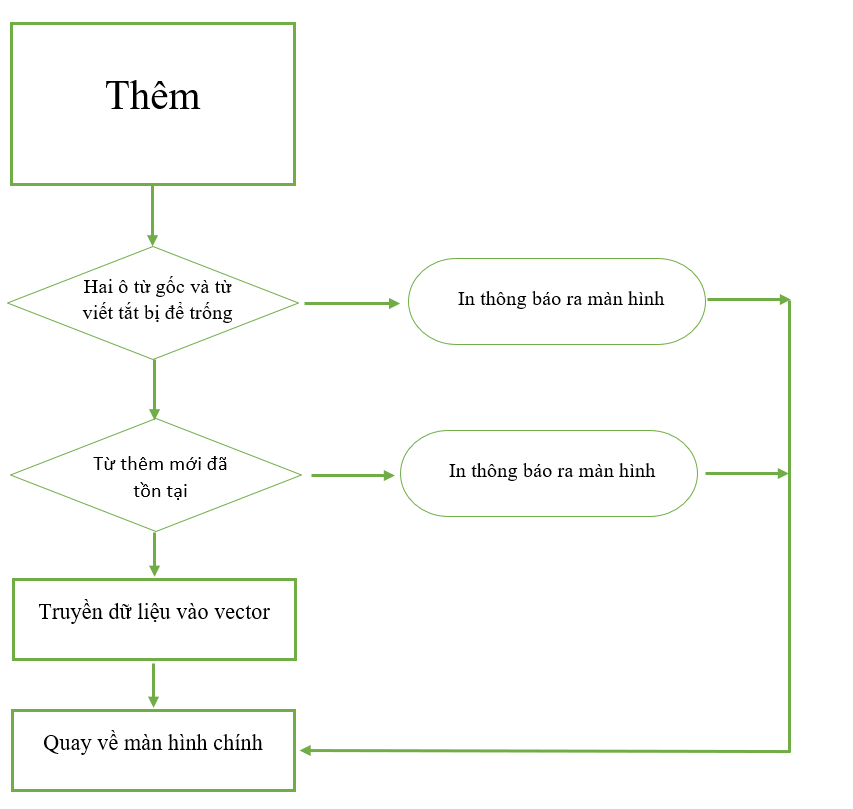 Thêm
Hai ô từ gốc và từ
viết tắt bị để trống
In thông báo ra màn hình
Từ thêm mới đã
tồn tại
In thông báo ra màn hình
Truyền dữ liệu vào vector
Quay về màn hình chính